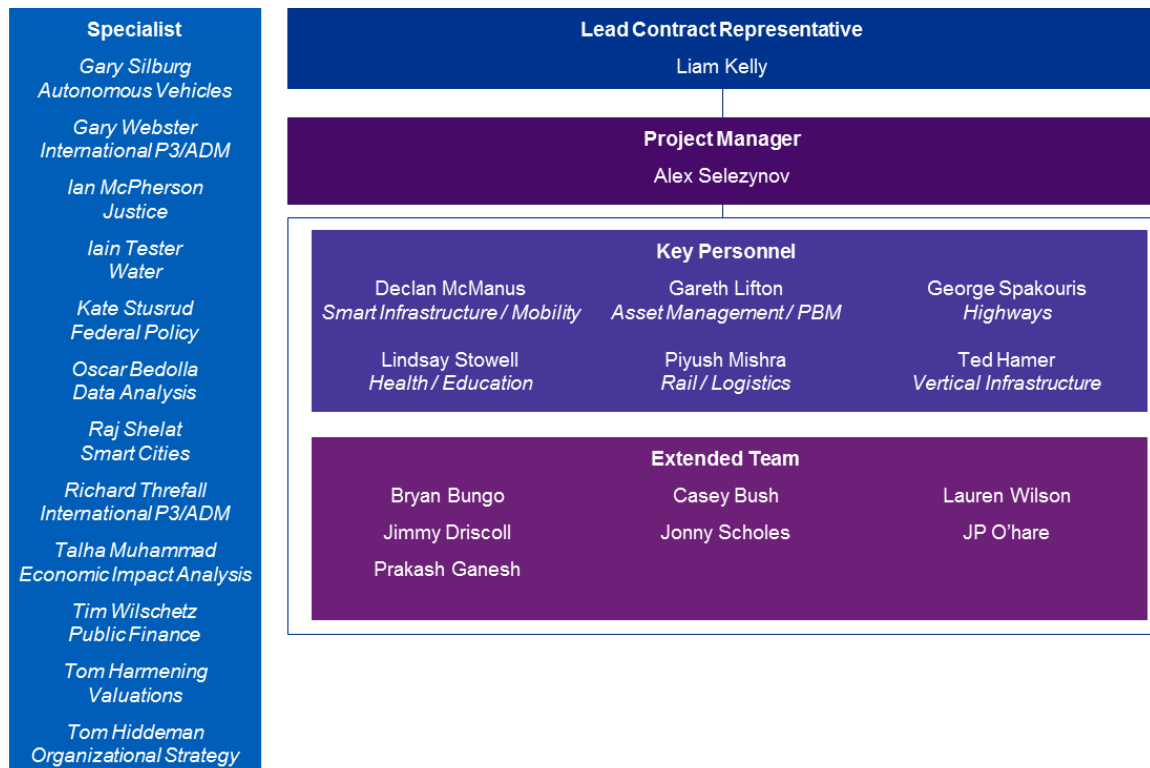 Specialist
Gary Silburg
Autonomous Vehicles
Gary Webster
International P3/ADM
Ian McPherson
Justice
Iain Tester
Water
Kate Stusrud
Federal Policy
Oscar Bedolla
Data Analysis
Raj Shelat
Smart Cities
Richard Threfall
International P3/ADM
Talha Muhammad
Economic Impact Analysis
Tim Wilschetz
Public Finance
Tom Harmening
Valuations
Tom Hiddeman
Organizational Strategy
Lead Contract Representative
Liam Kelly
Project Manager
Alex Selezynov
Key Personnel
Declan McManus
Smart Infrastructure / Mobility
Gareth Lifton
Asset Management / PBM
George Spakouris
Highways
Lindsay Stowell
Health / Education
Piyush Mishra
Rail / Logistics
Ted Hamer
Vertical Infrastructure
Extended Team
Bryan Bungo
Casey Bush
Lauren Wilson
Jimmy Driscoll
Jonny Scholes
JP O'hare
Prakash Ganesh